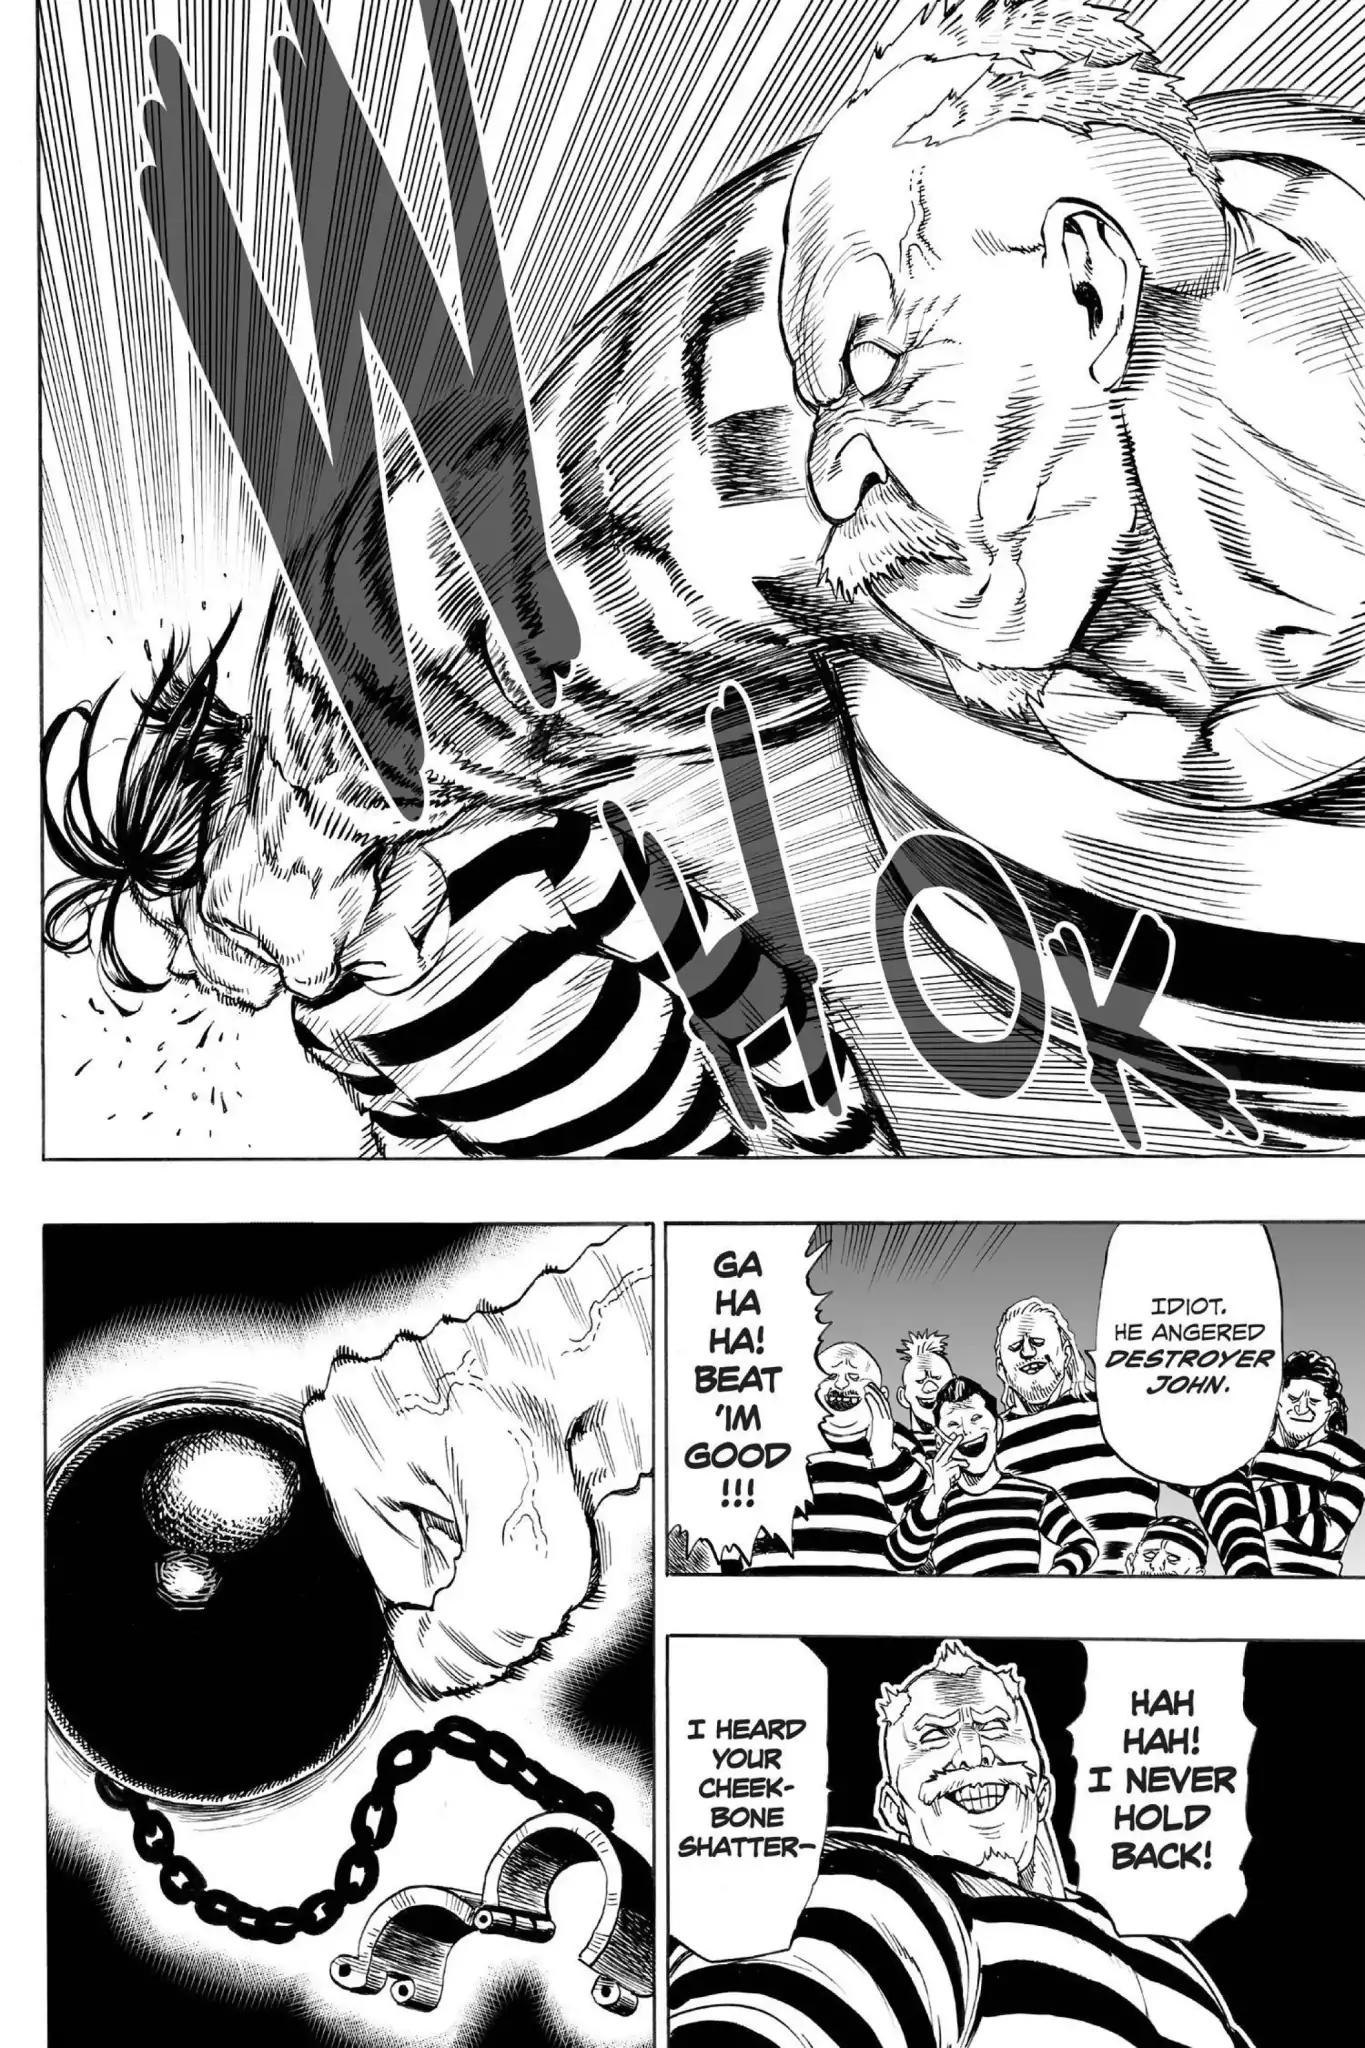 WHOK
IDIOT.
HE ANGERED
DESTROYER
JOHN.
GA
HA
HA!
BEAT
'IM
GOOD
!!!
HAH
HAH!
I NEVER
HOLD
BACK!
I HEARD
YOUR
CHEEK-
BONE
SHATTER–